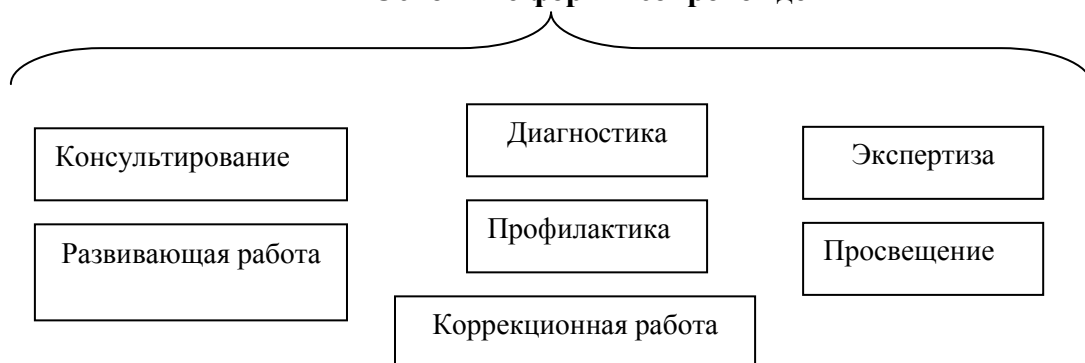 Консультирование
Диагностика
Экспертиза
Развивающая работа
Профилактика
Просвещение
Коррекционная работа